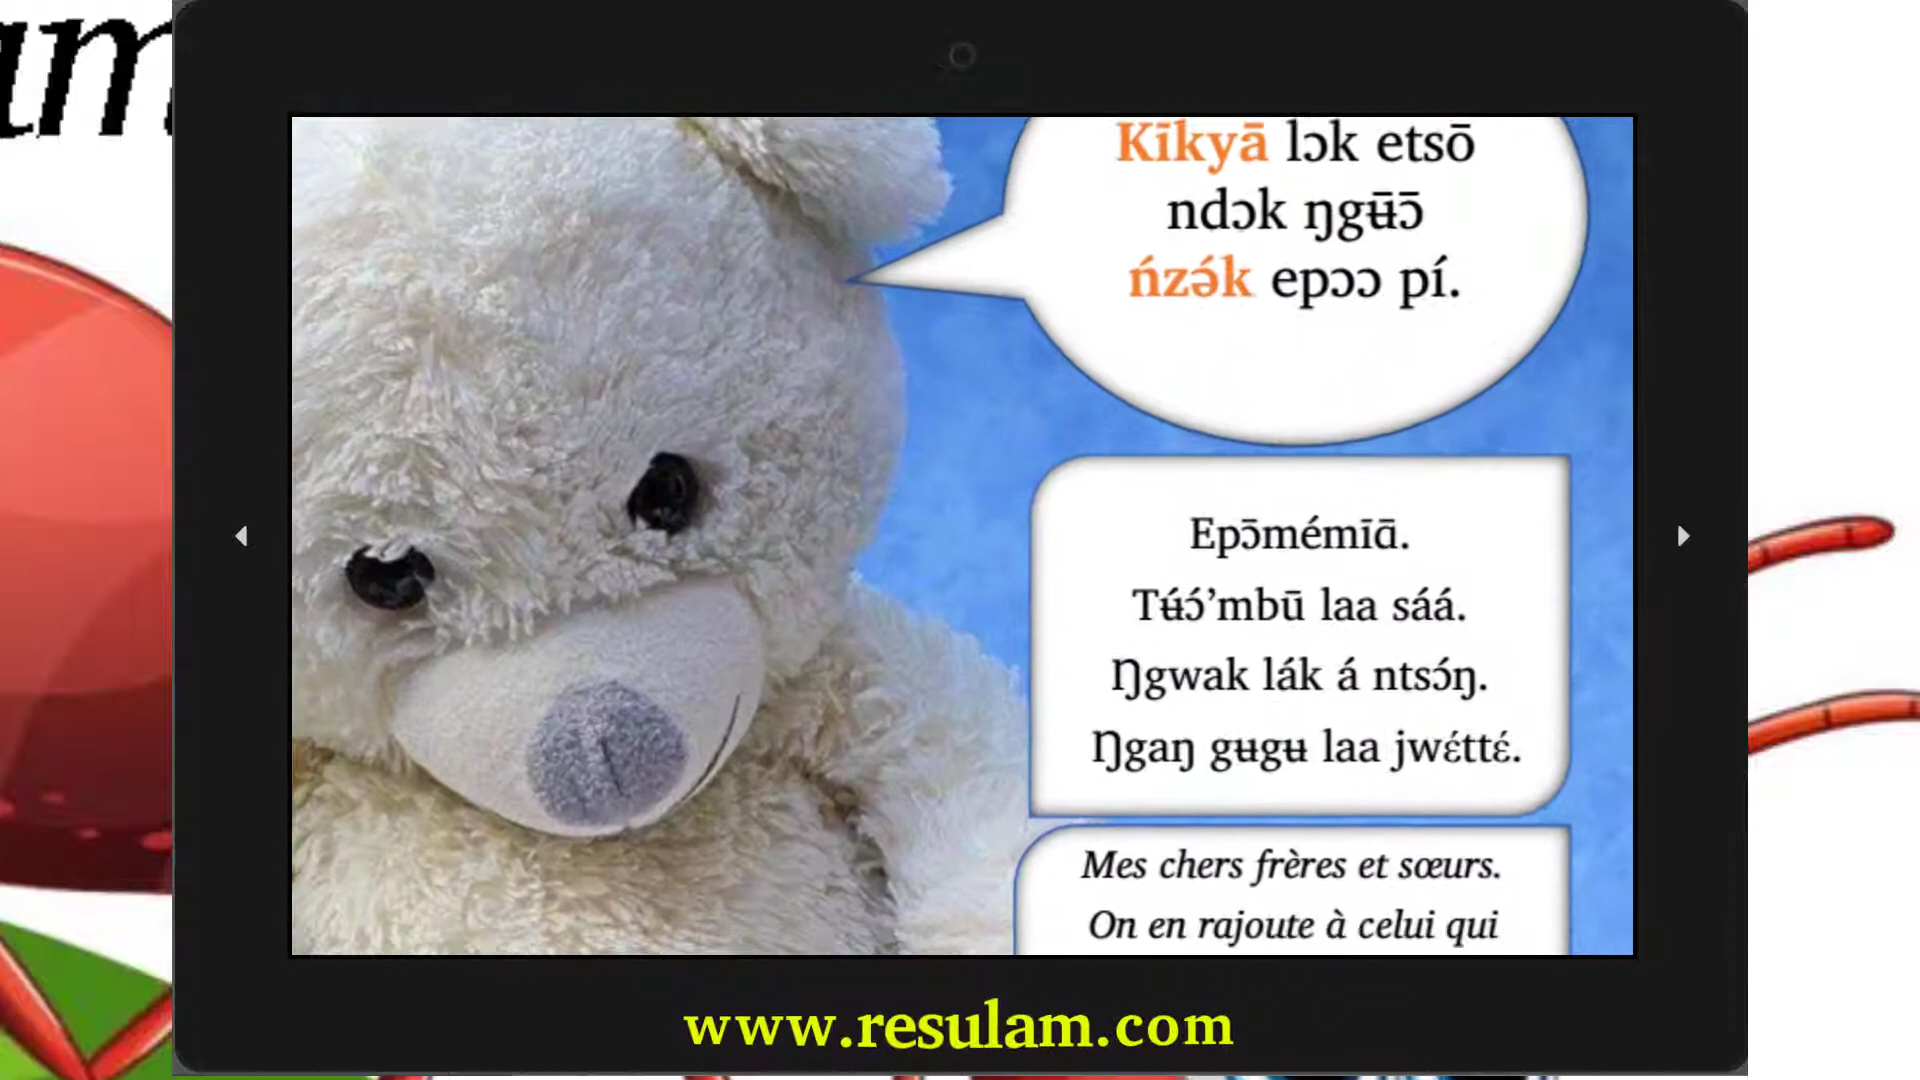 am
Kīkyā lɔk etsō
ndɔk ŋgʉ̄ɔ̄
ńzə́k epɔɔ pí.
Epɔ̄mémīā.
Tʉ́ɔ́’mbū laa sáá.
Ŋgwak lák á ntsɔ́ŋ.
Ŋgaŋ gʉgʉ laa jwɛ́ttɛ́.
Mes chers frères et sœurs.
On en rajoute à celui qui
www.resulam.com